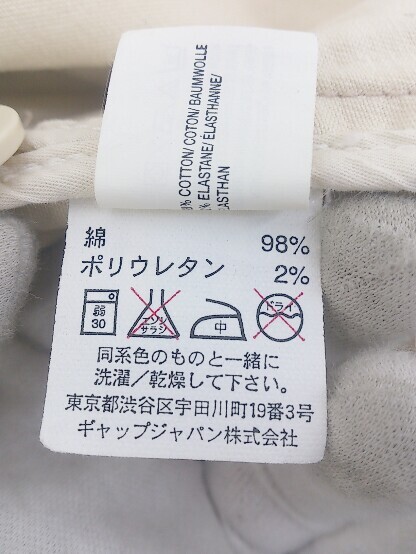 % COTTON/ COTON/ BAUMWOLLE
% ELASTANE/ ÉLASTHANNE/
綿 98%
ポリウレタン 2%
弱 30
エンソ サラシ 中 ドライ
同系色のものと一緒に
洗濯/乾燥して下さい。
東京都渋谷区宇田川町19番3号
ギャップジャパン株式会社